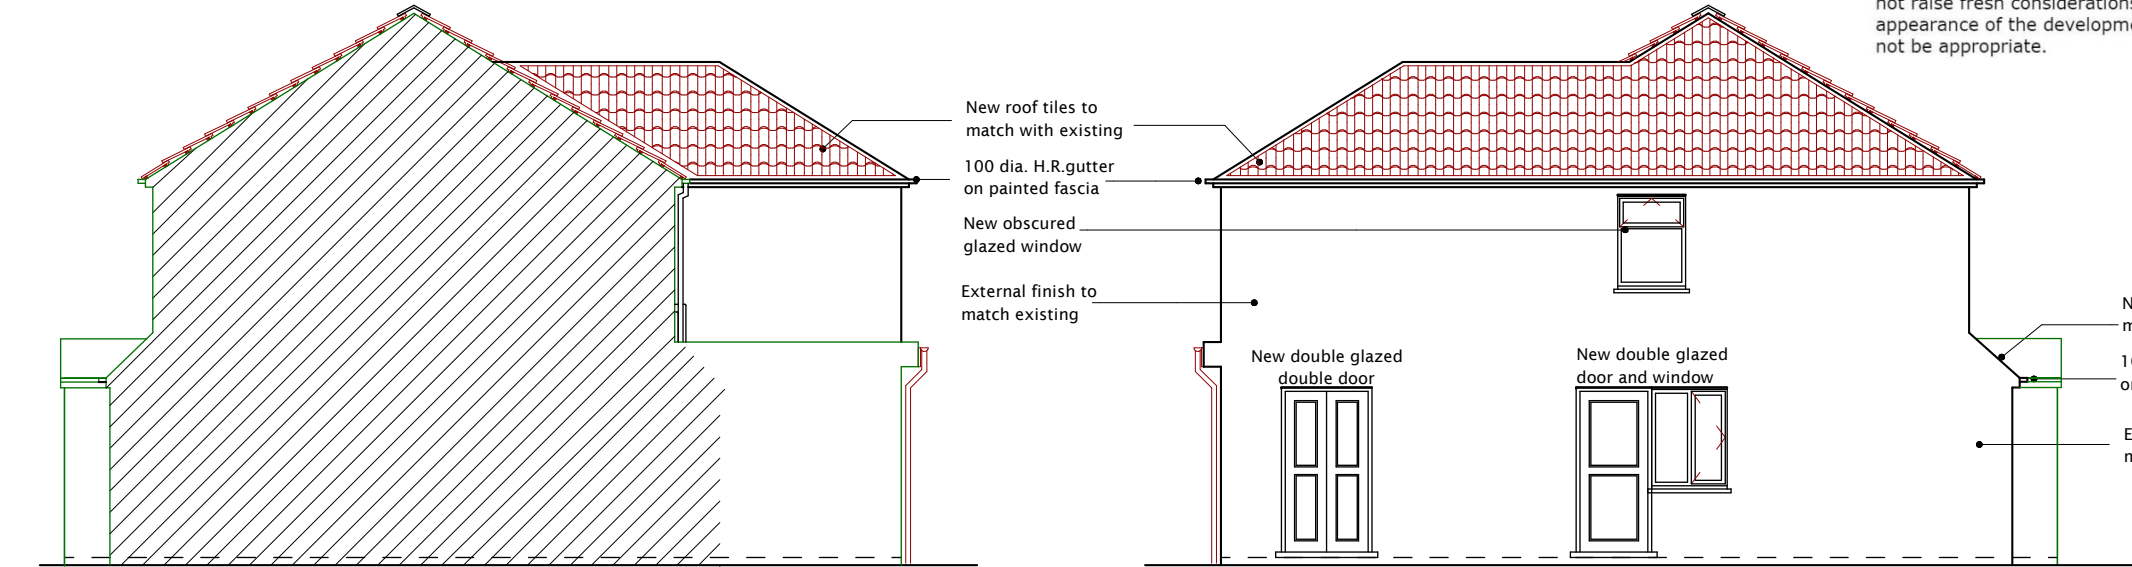 not raise fresh considerations
appearance of the developm
not be appropriate.
New roof tiles to
match with existing
100 dia. H.R.gutter
on painted fascia
New obscured
glazed window
External finish to
match existing
New double glazed
double door
New double glazed
door and window